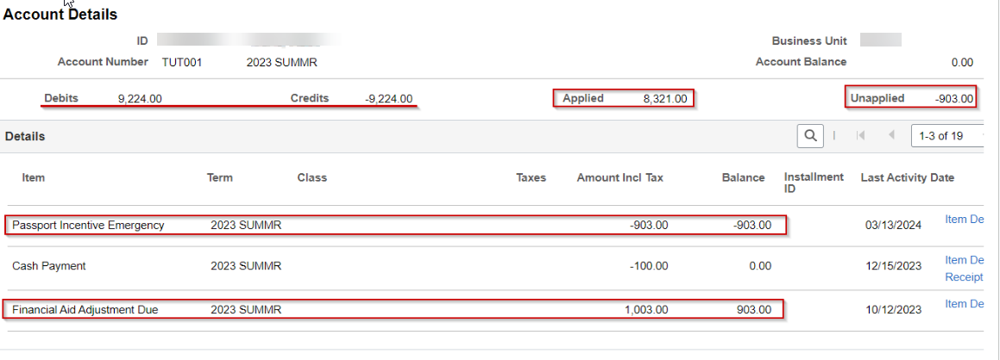 Account Details
ID Business Unit
Account Number TUT001 2023 SUMMR Account Balance 0.00
Debits 9,224.00 Credits -9,224.00 Applied 8,321.00 Unapplied -903.00
Details 1-3 of 19
Item Term Class Taxes Amount Incl Tax Balance Installment ID Last Activity Date
Passport Incentive Emergency 2023 SUMMR -903.00 -903.00 03/13/2024 Item De
Cash Payment 2023 SUMMR -100.00 0.00 12/15/2023 Item De
Receipt
Financial Aid Adjustment Due 2023 SUMMR 1,003.00 903.00 10/12/2023 Item De